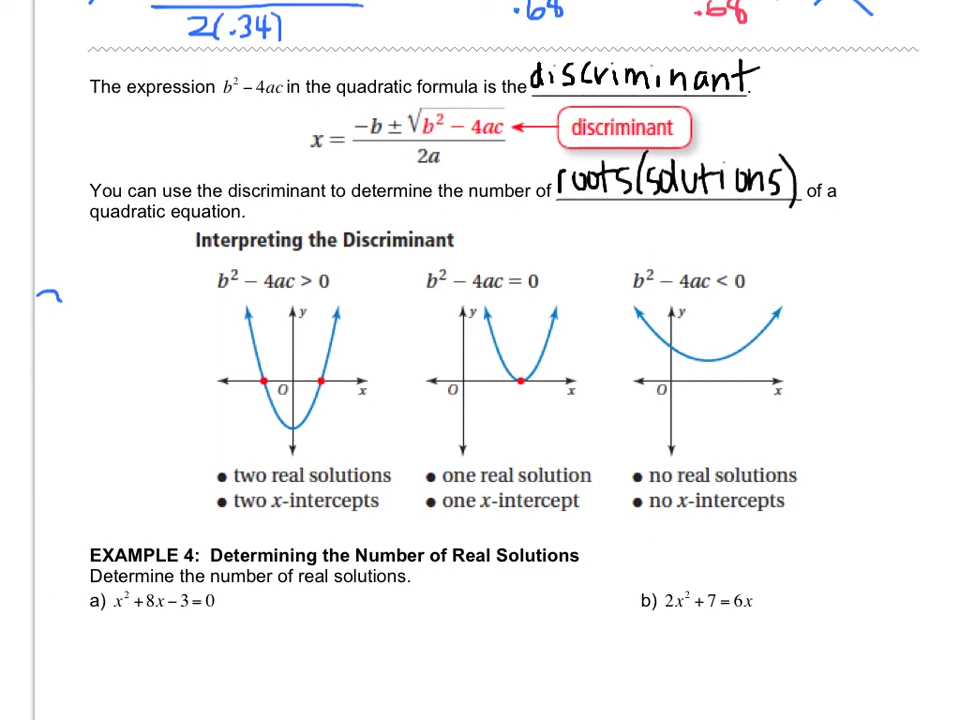 2(.34)
.68
.68
The expression b² – 4ac in the quadratic formula is the discriminant.
x = (–b ± √(b² – 4ac)) / 2a
discriminant
You can use the discriminant to determine the number of roots(solutions) of a
quadratic equation.
Interpreting the Discriminant
b² – 4ac > 0
b² – 4ac = 0
b² – 4ac < 0
y
O
x
y
O
x
y
O
x
• two real solutions
• two x-intercepts
• one real solution
• one x-intercept
• no real solutions
• no x-intercepts
EXAMPLE 4: Determining the Number of Real Solutions
Determine the number of real solutions.
a) x² + 8x – 3 = 0
b) 2x² + 7 = 6x